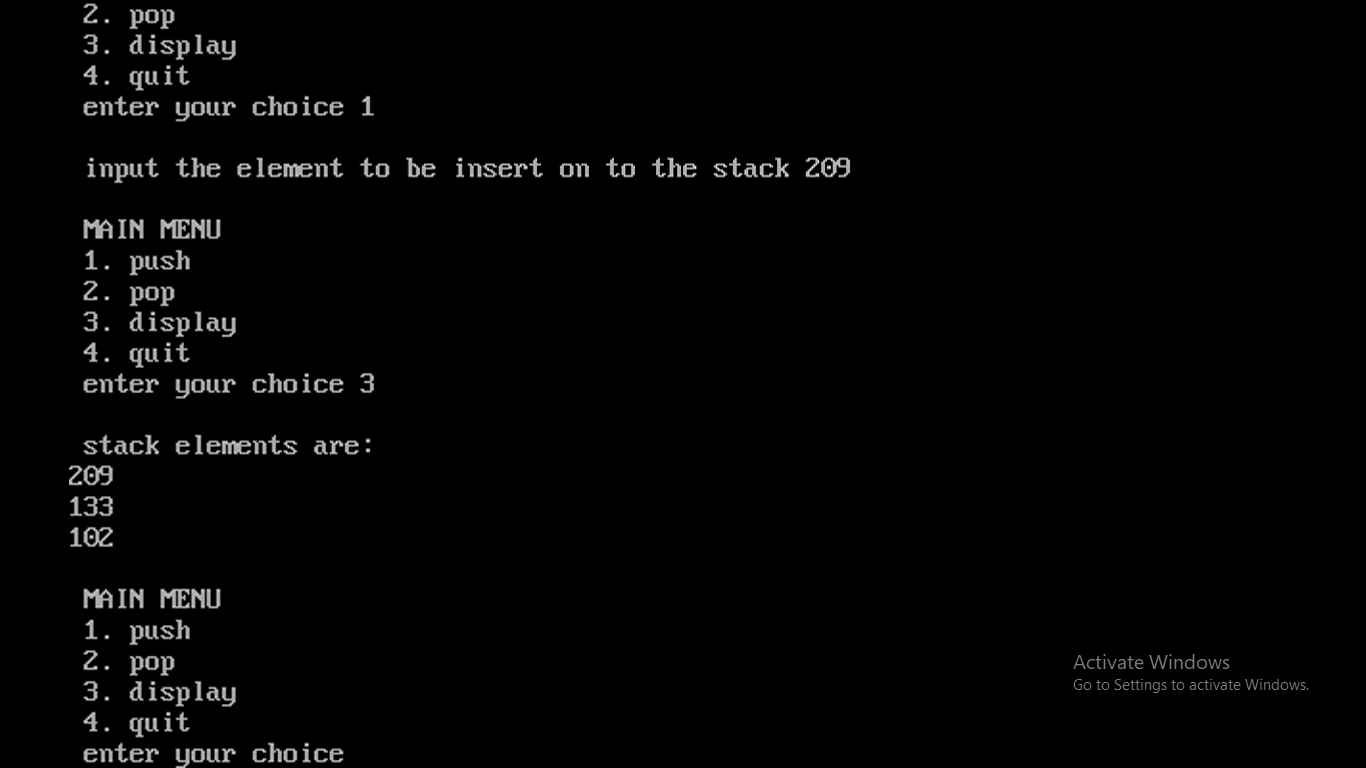 2. pop
3. display
4. quit
enter your choice 1
input the element to be insert on to the stack 209
MAIN MENU
1. push
2. pop
3. display
4. quit
enter your choice 3
stack elements are:
209
133
102
MAIN MENU
1. push
2. pop
3. display
4. quit
enter your choice
Activate Windows
Go to Settings to activate Windows.